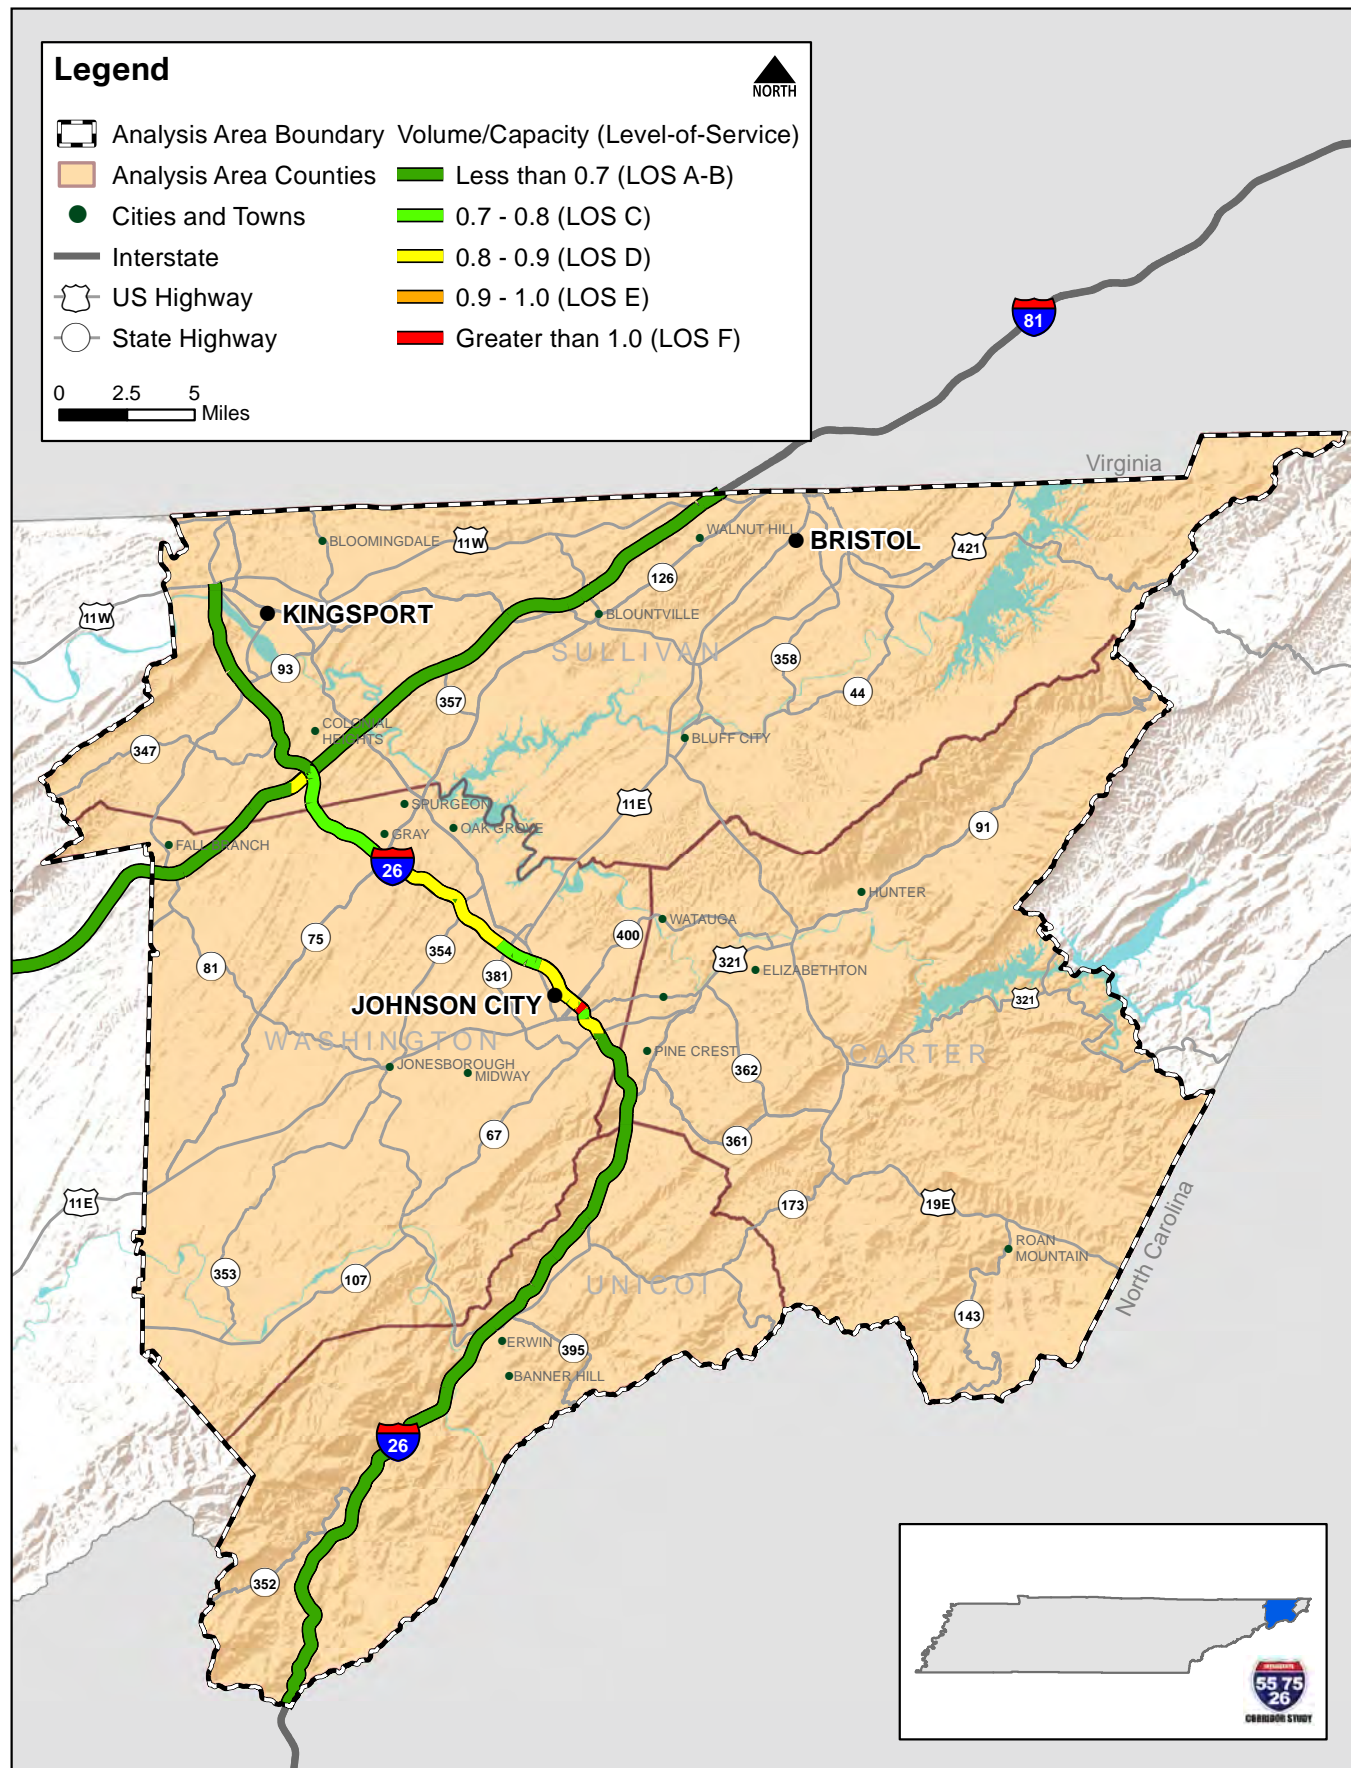 Legend
NORTH
Analysis Area Boundary
Analysis Area Counties
Cities and Towns
Interstate
US Highway
State Highway
Volume/Capacity (Level-of-Service)
Less than 0.7 (LOS A-B)
0.7 - 0.8 (LOS C)
0.8 - 0.9 (LOS D)
0.9 - 1.0 (LOS E)
Greater than 1.0 (LOS F)
0 2.5 5
Miles
81
Virginia
WALNUT HILL
BRISTOL
421
BLOOMINGDALE
11W
126
11W
KINGSPORT
BLOUNTVILLE
SULLIVAN
358
93
44
357
COLONIAL
HEIGHTS
BLUFF CITY
347
11E
SPURGEON
OAK GROVE
GRAY
91
FALL BRANCH
26
HUNTER
WATAUGA
400
75
354
321
81
381
ELIZABETHTON
321
JOHNSON CITY
WASHINGTON
PINE CREST
CARTER
JONESBOROUGH
MIDWAY
362
67
361
11E
173
19E
North Carolina
ROAN
MOUNTAIN
353
107
UNICOI
143
ERWIN
395
BANNER HILL
26
352
INTERSTATE
55 75
26
CORRIDOR STUDY